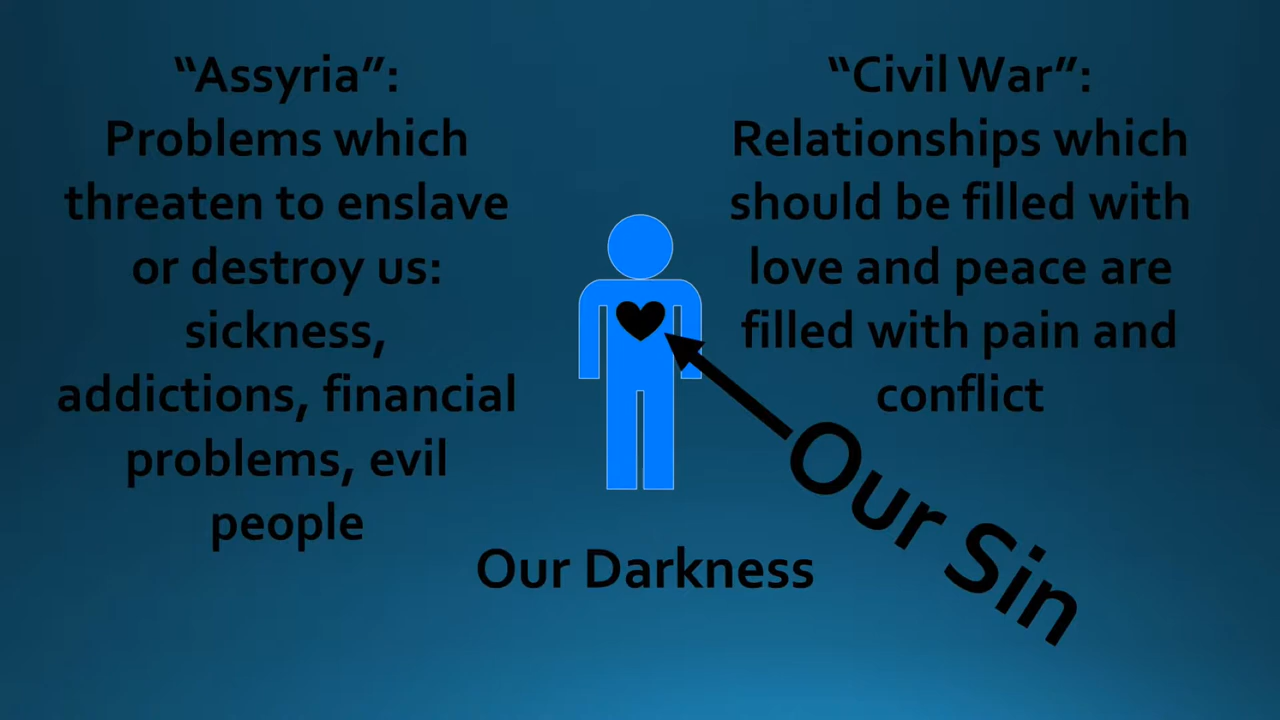 “Assyria”:
Problems which
threaten to enslave
or destroy us:
sickness,
addictions, financial
problems, evil
people
“Civil War”:
Relationships which
should be filled with
love and peace are
filled with pain and
conflict
Our Sin
Our Darkness